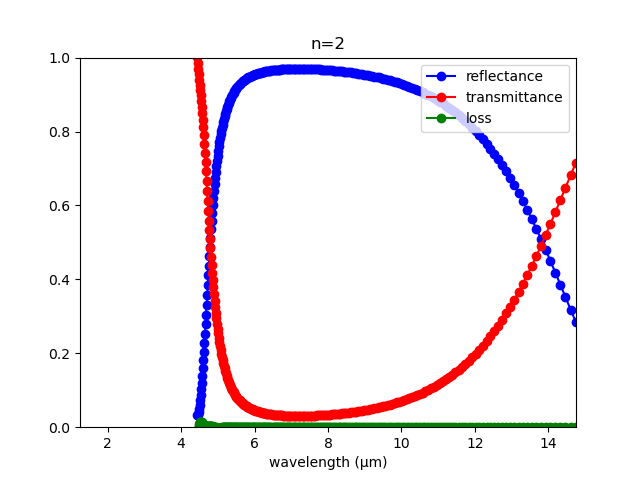 n=2
reflectance
transmittance
loss
1.0
0.8
0.6
0.4
0.2
0.0
2 4 6 8 10 12 14
wavelength (μm)